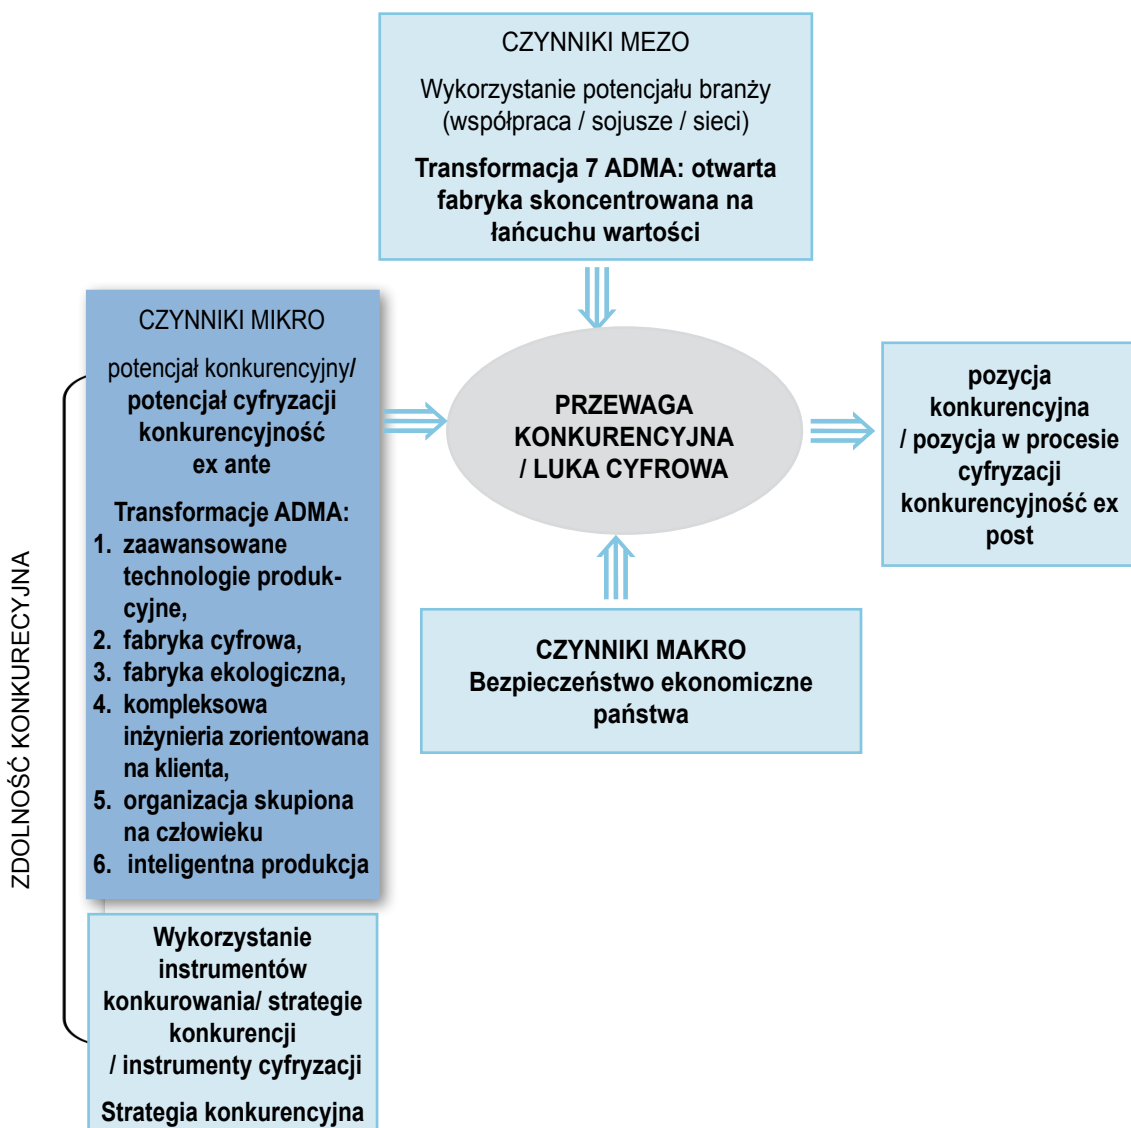 CZYNNIKI MEZO
Wykorzystanie potencjału branży
(współpraca / sojusze / sieci)
Transformacja 7 ADMA: otwarta
fabryka skoncentrowana na
łańcuchu wartości
CZYNNIKI MIKRO
potencjał konkurencyjny/
potencjał cyfryzacji
konkurencyjność
ex ante
Transformacje ADMA:
1. zaawansowane
technologie produk-
cyjne,
2. fabryka cyfrowa,
3. fabryka ekologiczna,
4. kompleksowa
inżynieria zorientowana
na klienta,
5. organizacja skupiona
na człowieku
6. inteligentna produkcja
PRZEWAGA
KONKURENCYJNA
/ LUKA CYFROWA
pozycja
konkurencyjna
/ pozycja w procesie
cyfryzacji
konkurencyjność ex
post
CZYNNIKI MAKRO
Bezpieczeństwo ekonomiczne
państwa
ZDOLNOŚĆ KONKURECYJNA
Wykorzystanie
instrumentów
konkurowania/ strategie
konkurencji
/ instrumenty cyfryzacji
Strategia konkurencyjna